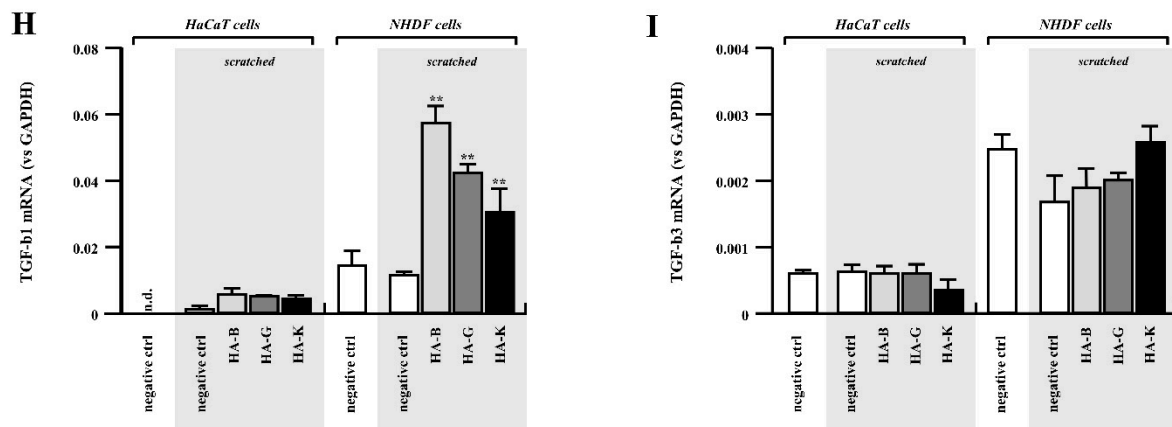 H
HaCaT cells
NHDF cells
scratched
scratched
TGF-b1 mRNA (vs GAPDH)
0.08
0.06
0.04
0.02
0
n.d.
**
**
**
negative ctrl
negative ctrl
HA-B
HA-G
HA-K
negative ctrl
negative ctrl
HA-B
HA-G
HA-K
I
HaCaT cells
NHDF cells
scratched
scratched
TGF-b3 mRNA (vs GAPDH)
0.004
0.003
0.002
0.001
0
negative ctrl
negative ctrl
HA-B
HA-G
HA-K
negative ctrl
negative ctrl
HA-B
HA-G
HA-K